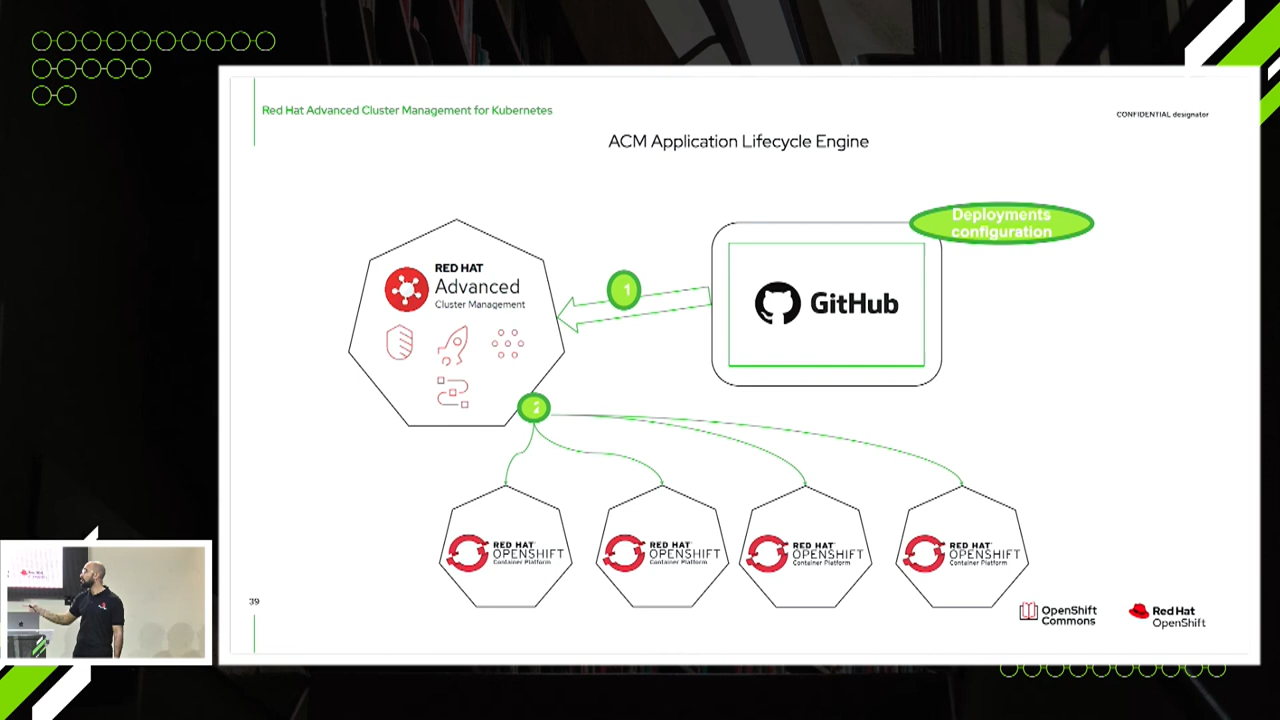 Red Hat Advanced Cluster Management for Kubernetes
CONFIDENTIAL designator
ACM Application Lifecycle Engine
Deployments
configuration
RED HAT
Advanced
Cluster Management
1
GitHub
2
RED HAT
OPENSHIFT
Container Platform
RED HAT
OPENSHIFT
Container Platform
RED HAT
OPENSHIFT
Container Platform
RED HAT
OPENSHIFT
Container Platform
39
OpenShift
Commons
Red Hat
OpenShift